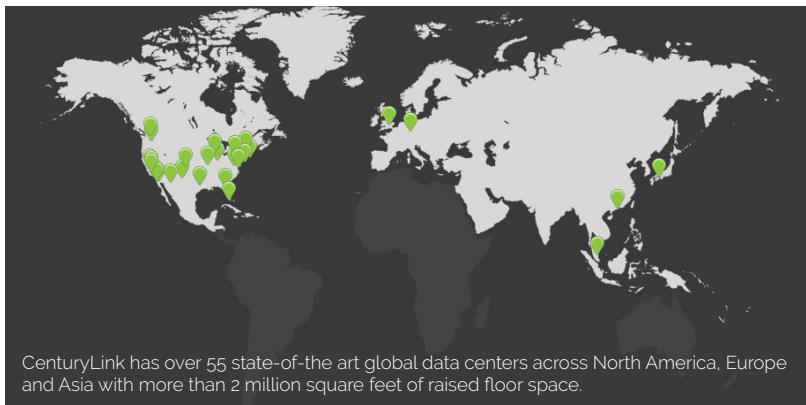 CenturyLink has over 55 state-of-the art global data centers across North America, Europe
and Asia with more than 2 million square feet of raised floor space.